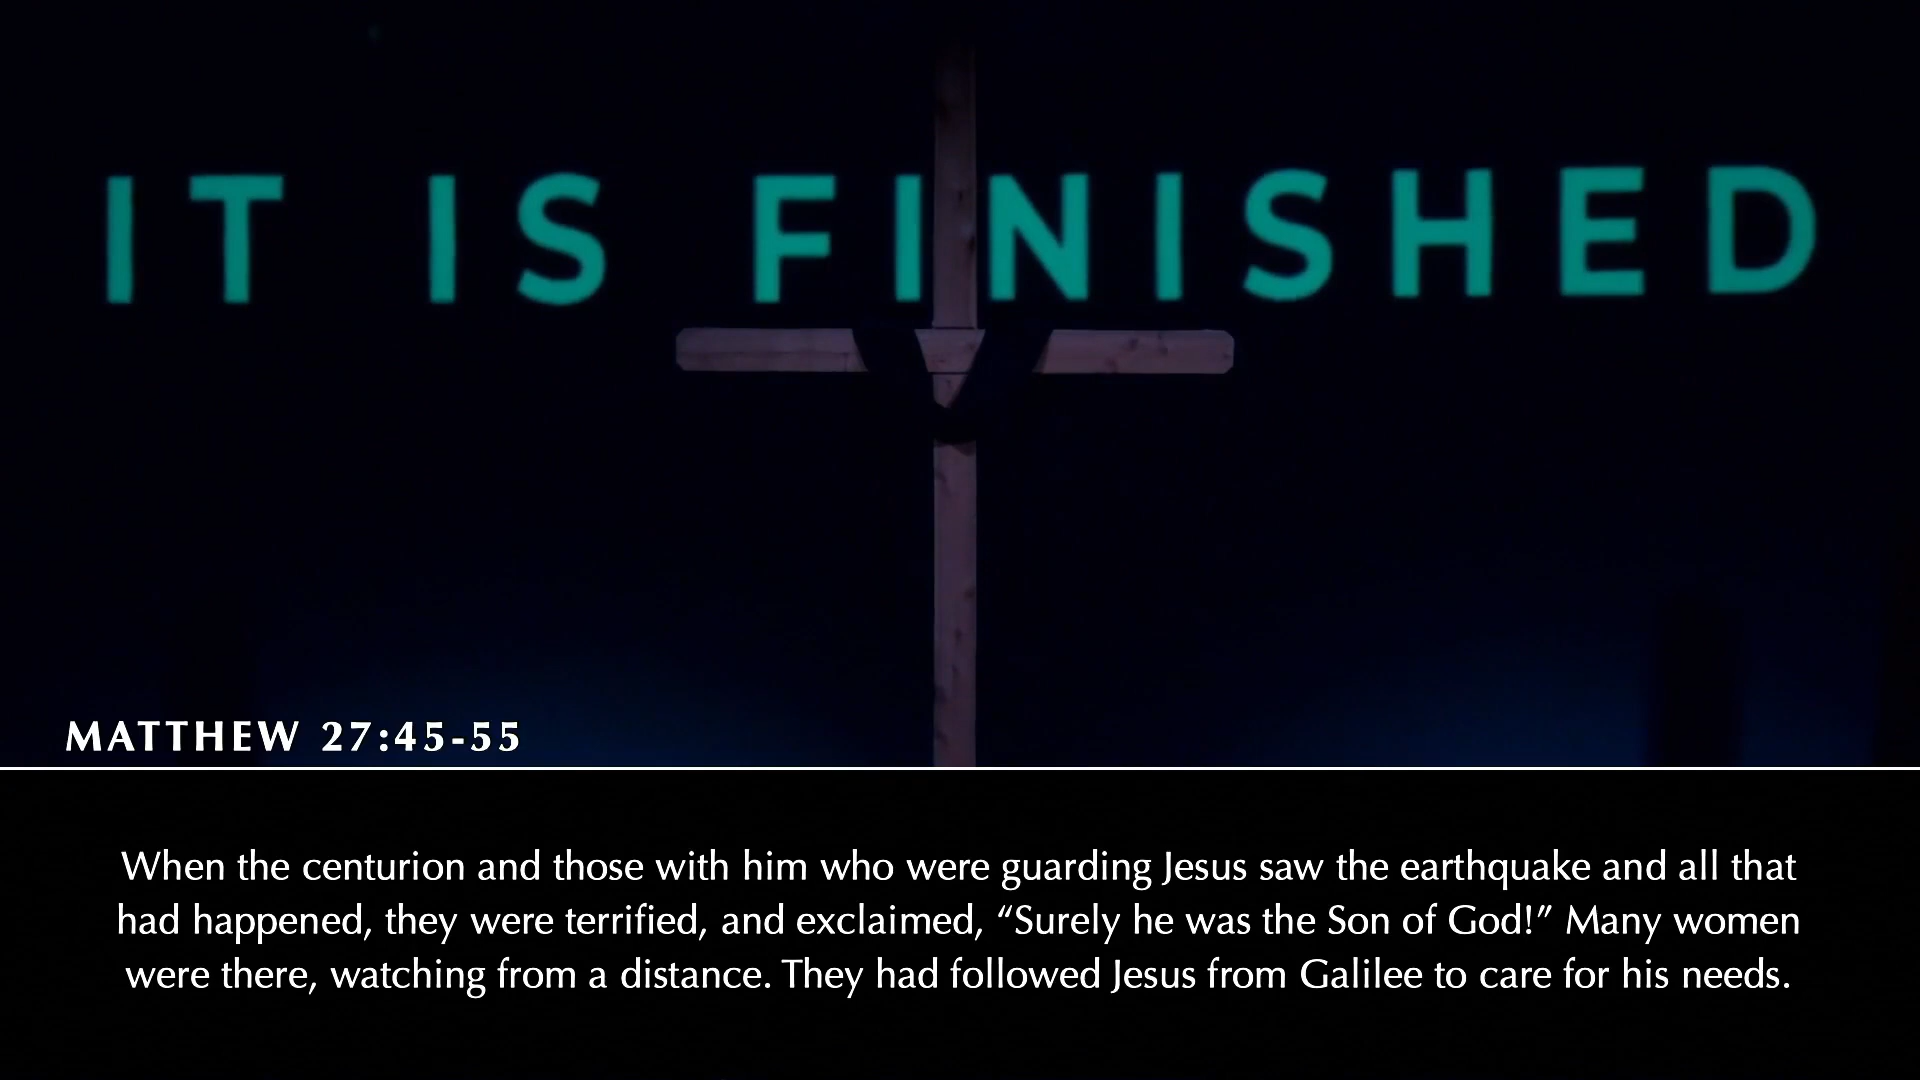 IT IS FINISHED
MATTHEW 27:45-55
When the centurion and those with him who were guarding Jesus saw the earthquake and all that
had happened, they were terrified, and exclaimed, “Surely he was the Son of God!” Many women
were there, watching from a distance. They had followed Jesus from Galilee to care for his needs.